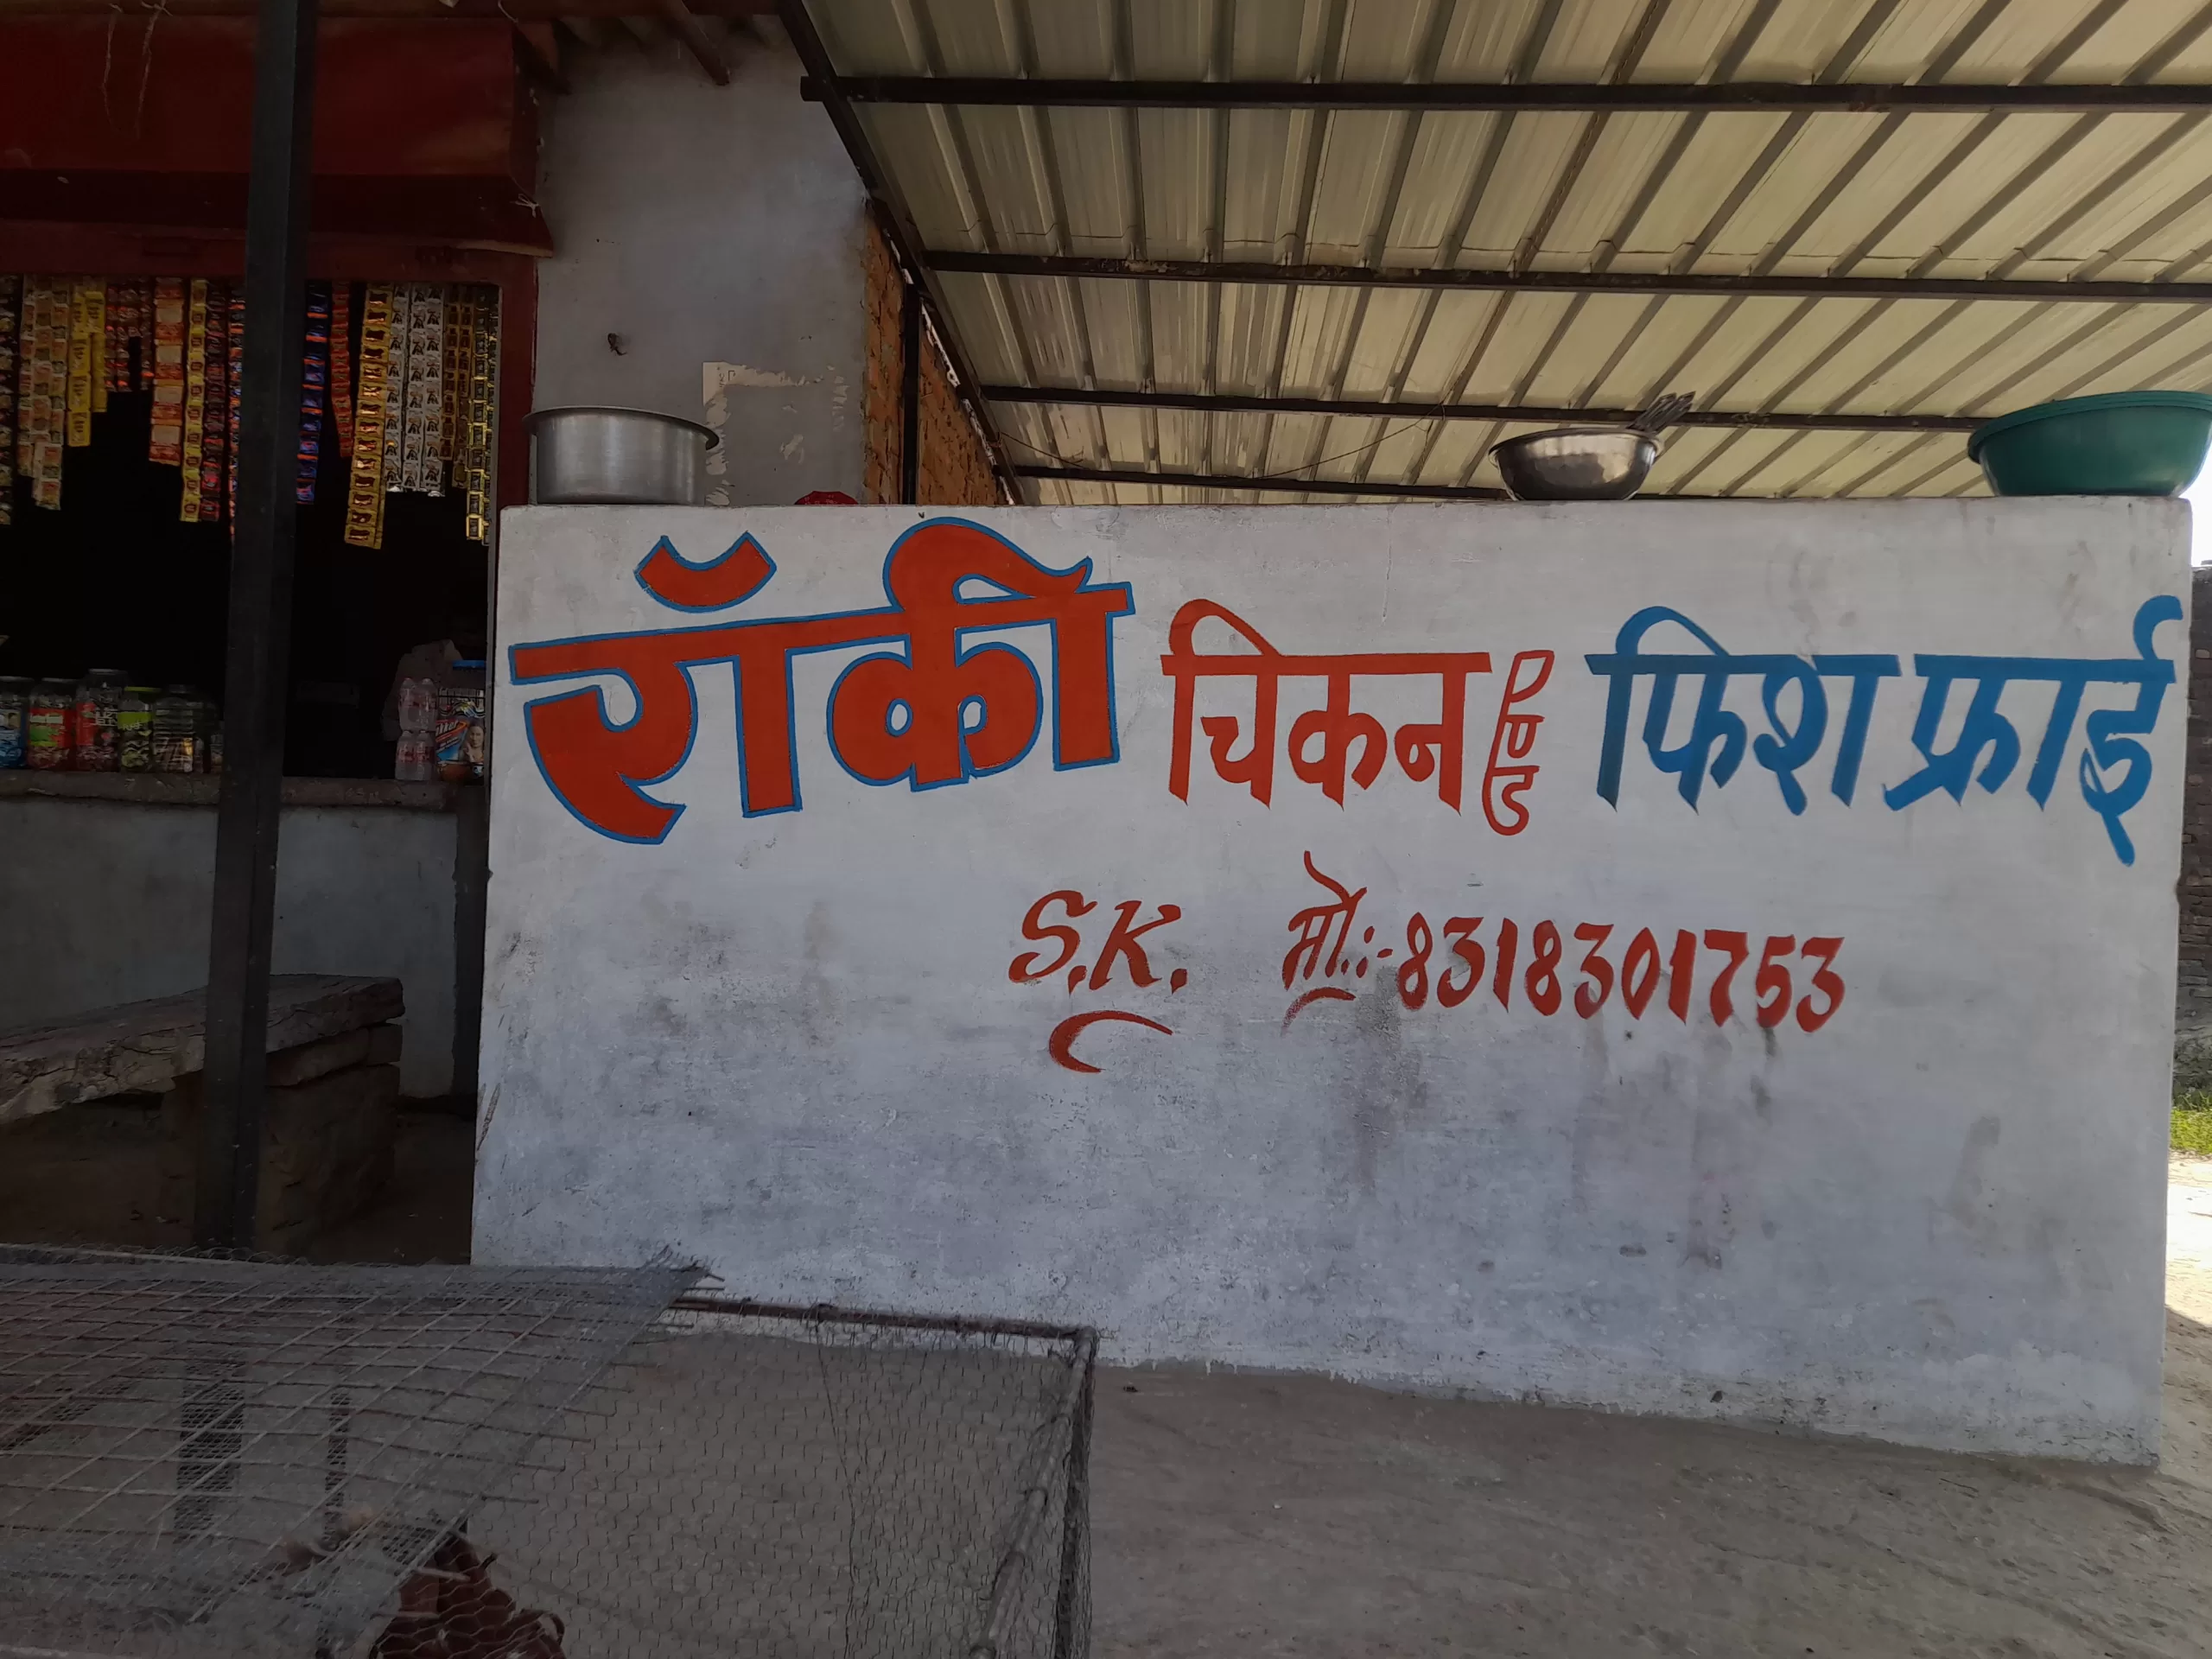 रॉकी चिकन एण्ड फिश फ्राई
S.K. मो.:-8318301753